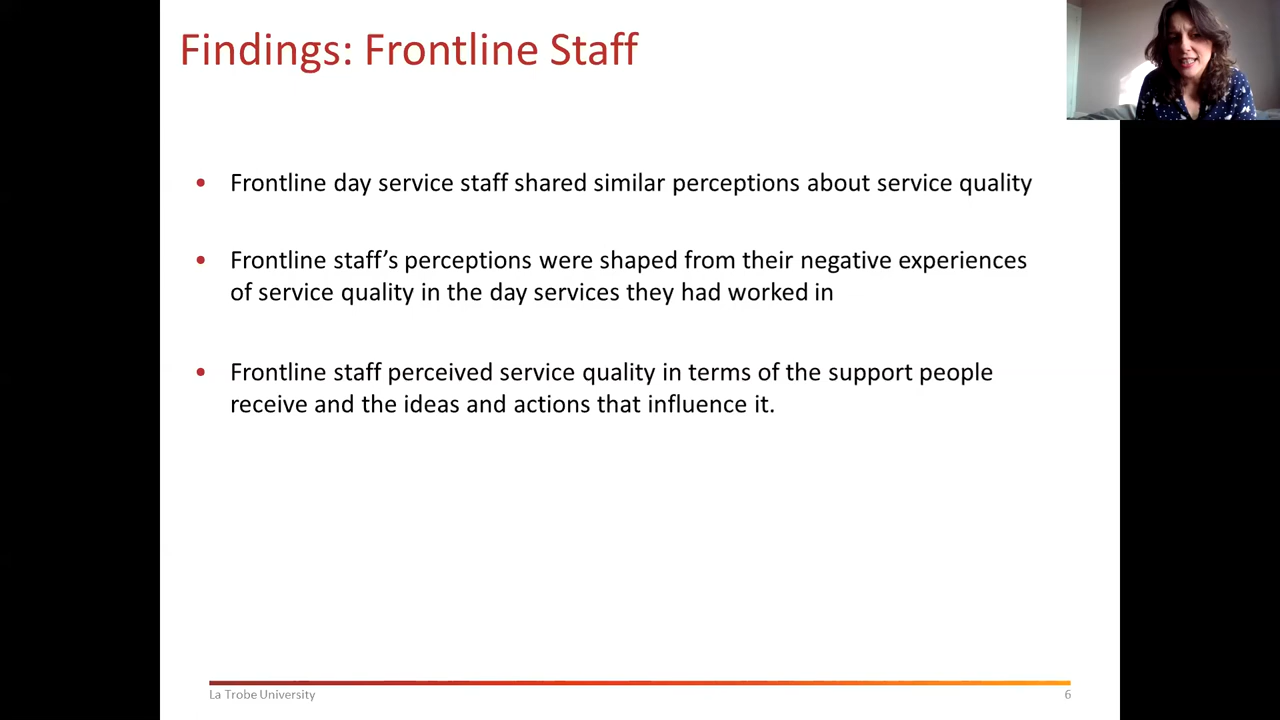 Findings: Frontline Staff
• Frontline day service staff shared similar perceptions about service quality
• Frontline staff’s perceptions were shaped from their negative experiences
of service quality in the day services they had worked in
• Frontline staff perceived service quality in terms of the support people
receive and the ideas and actions that influence it.
La Trobe University
6